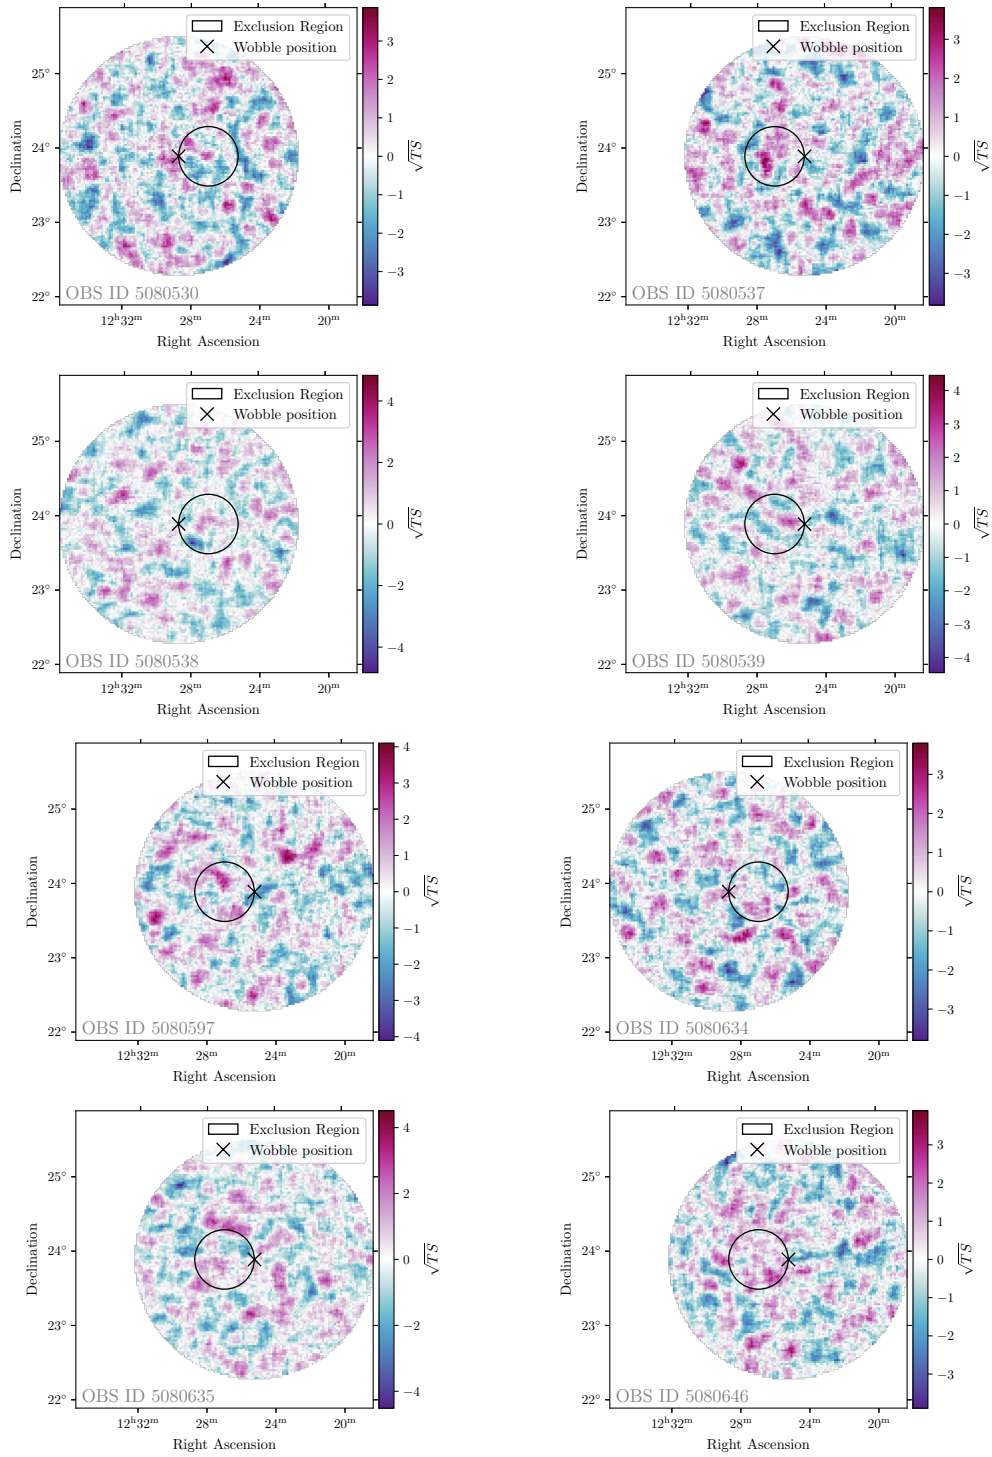 Exclusion Region
Wobble position
25°
24°
23°
22°
Declination
3
2
1
0
−1
−2
−3
√TS
OBS ID 5080530
12ʰ32ᵐ 28ᵐ 24ᵐ 20ᵐ
Right Ascension
Exclusion Region
Wobble position
25°
24°
23°
22°
Declination
3
2
1
0
−1
−2
−3
√TS
OBS ID 5080537
12ʰ32ᵐ 28ᵐ 24ᵐ 20ᵐ
Right Ascension
Exclusion Region
Wobble position
25°
24°
23°
22°
Declination
4
2
0
−2
−4
√TS
OBS ID 5080538
12ʰ32ᵐ 28ᵐ 24ᵐ 20ᵐ
Right Ascension
Exclusion Region
Wobble position
25°
24°
23°
22°
Declination
4
3
2
1
0
−1
−2
−3
−4
√TS
OBS ID 5080539
12ʰ32ᵐ 28ᵐ 24ᵐ 20ᵐ
Right Ascension
Exclusion Region
Wobble position
25°
24°
23°
22°
Declination
4
3
2
1
0
−1
−2
−3
−4
√TS
OBS ID 5080597
12ʰ32ᵐ 28ᵐ 24ᵐ 20ᵐ
Right Ascension
Exclusion Region
Wobble position
25°
24°
23°
22°
Declination
3
2
1
0
−1
−2
−3
√TS
OBS ID 5080634
12ʰ32ᵐ 28ᵐ 24ᵐ 20ᵐ
Right Ascension
Exclusion Region
Wobble position
25°
24°
23°
22°
Declination
4
2
0
−2
−4
√TS
OBS ID 5080635
12ʰ32ᵐ 28ᵐ 24ᵐ 20ᵐ
Right Ascension
Exclusion Region
Wobble position
25°
24°
23°
22°
Declination
3
2
1
0
−1
−2
−3
√TS
OBS ID 5080646
12ʰ32ᵐ 28ᵐ 24ᵐ 20ᵐ
Right Ascension